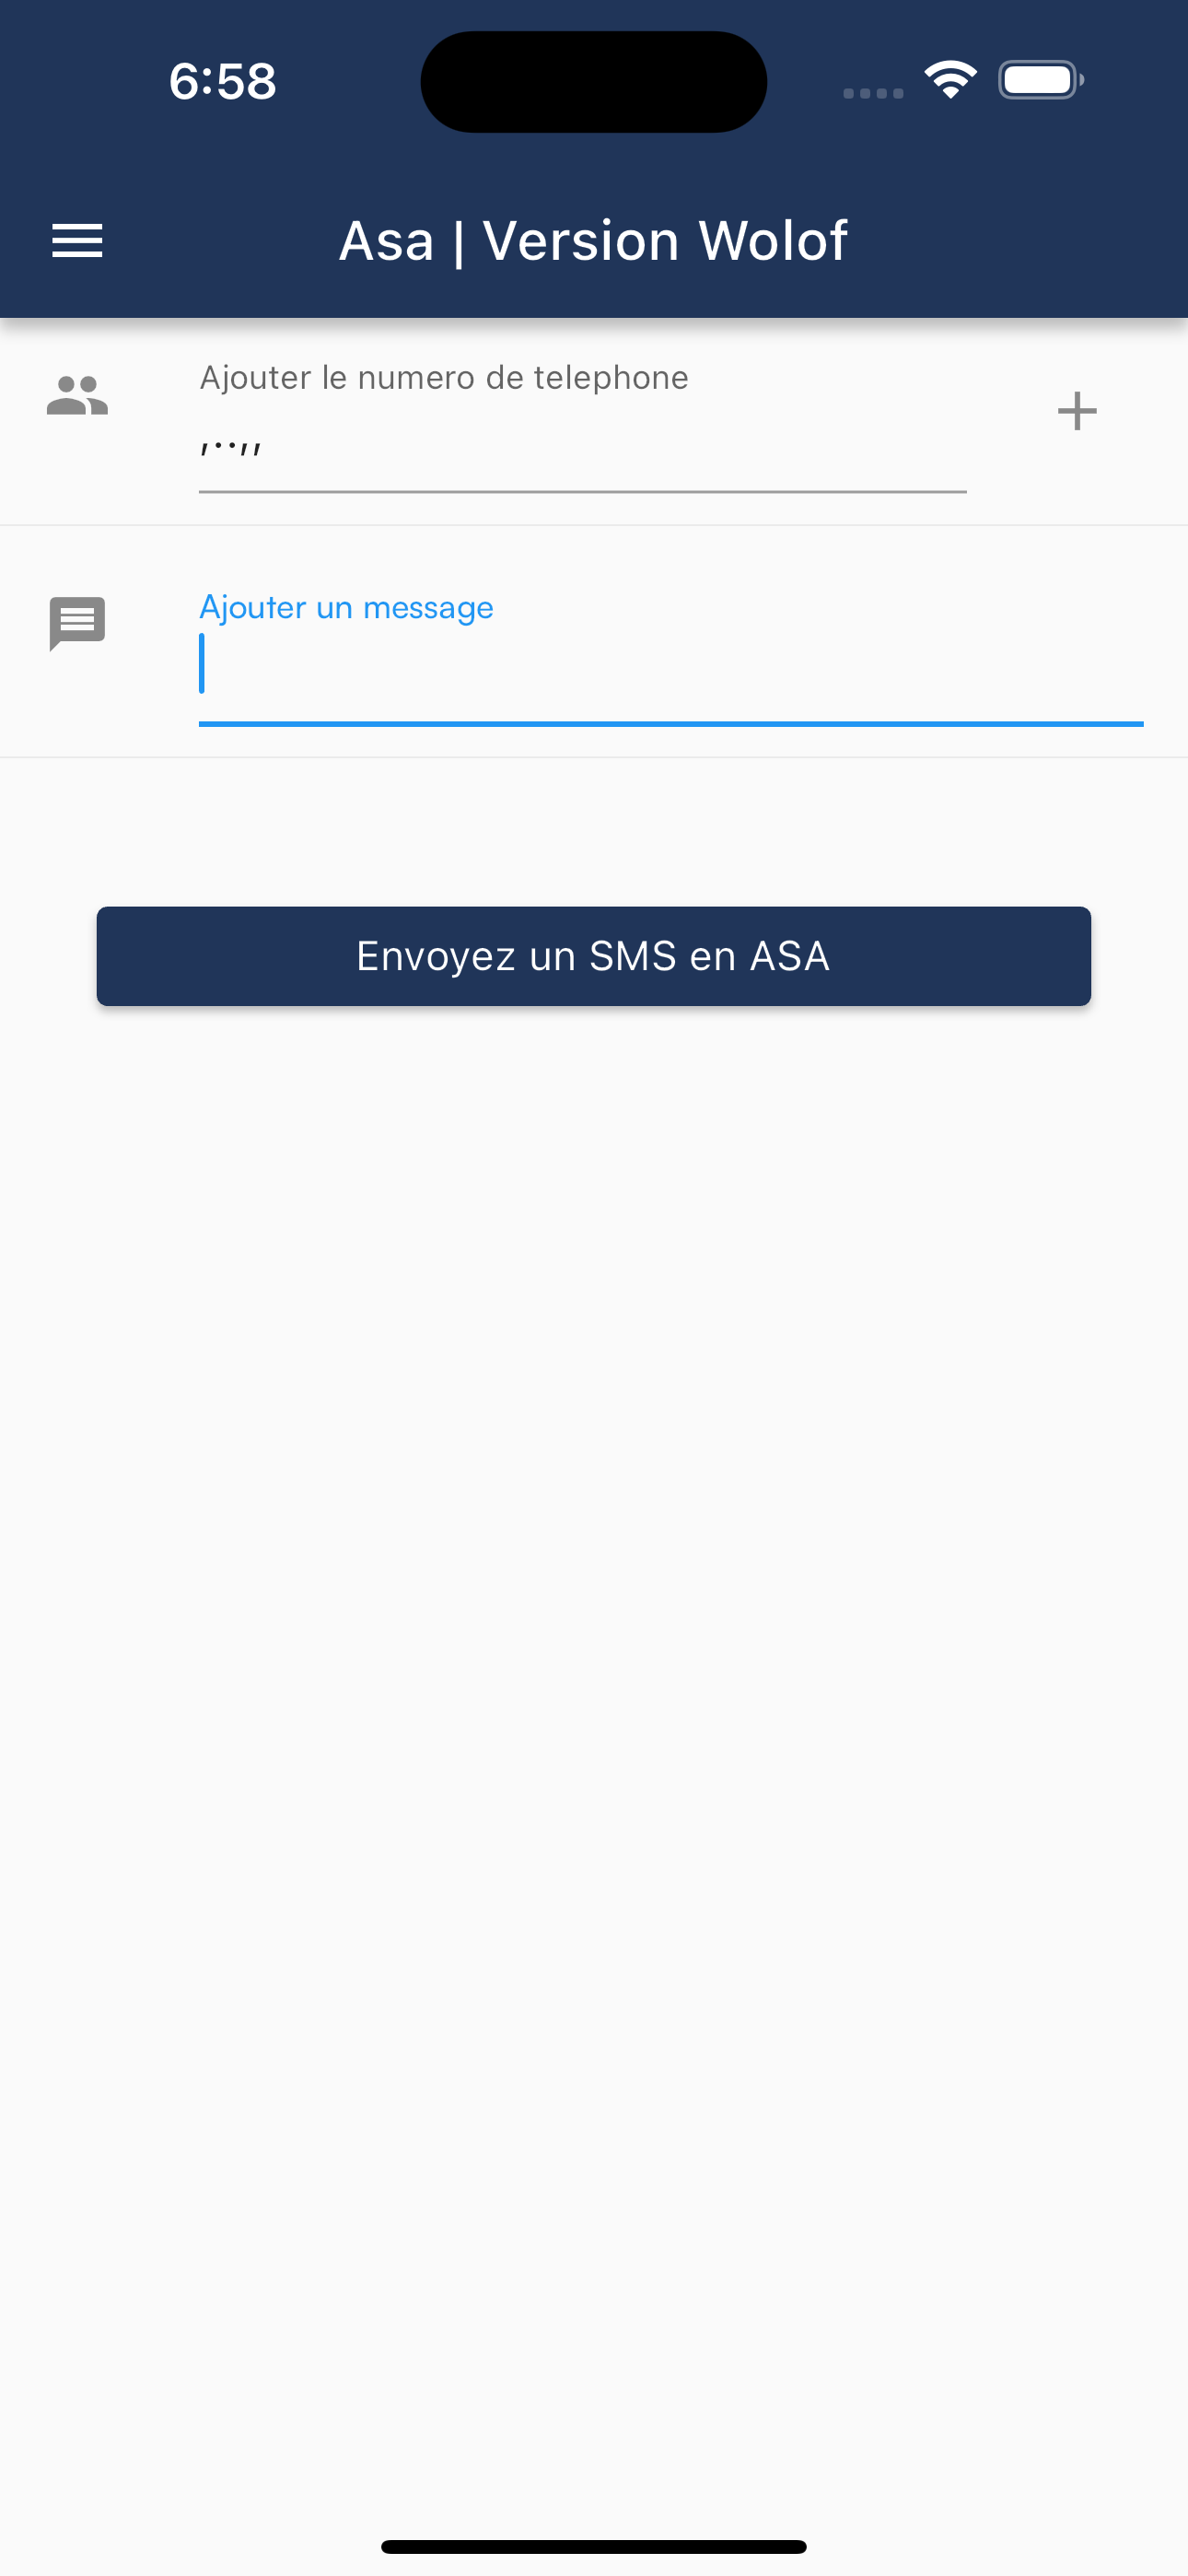 6:58
Asa | Version Wolof
Ajouter le numero de telephone
,..,,
Ajouter un message
Envoyez un SMS en ASA